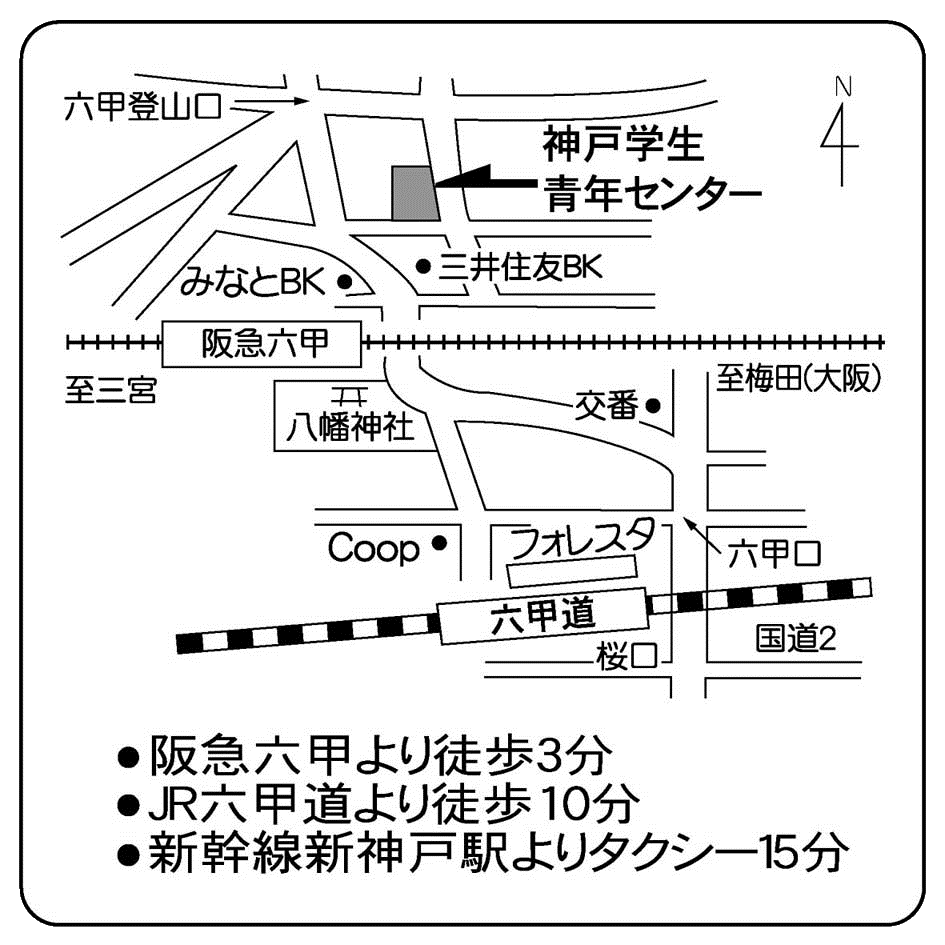 N
六甲登山口
神戸学生
青年センター
三井住友BK
みなとBK
阪急六甲
至三宮
至梅田(大阪)
八幡神社
交番
Coop
フォレスタ
六甲口
六甲道
桜口
国道2
●阪急六甲より徒歩3分
●JR六甲道より徒歩10分
●新幹線新神戸駅よりタクシー15分